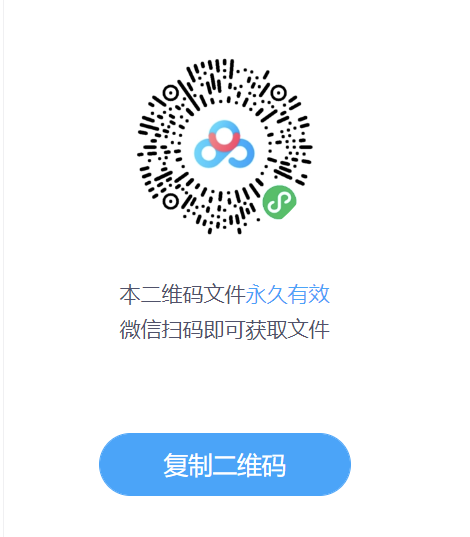 本二维码文件永久有效
微信扫码即可获取文件
复制二维码